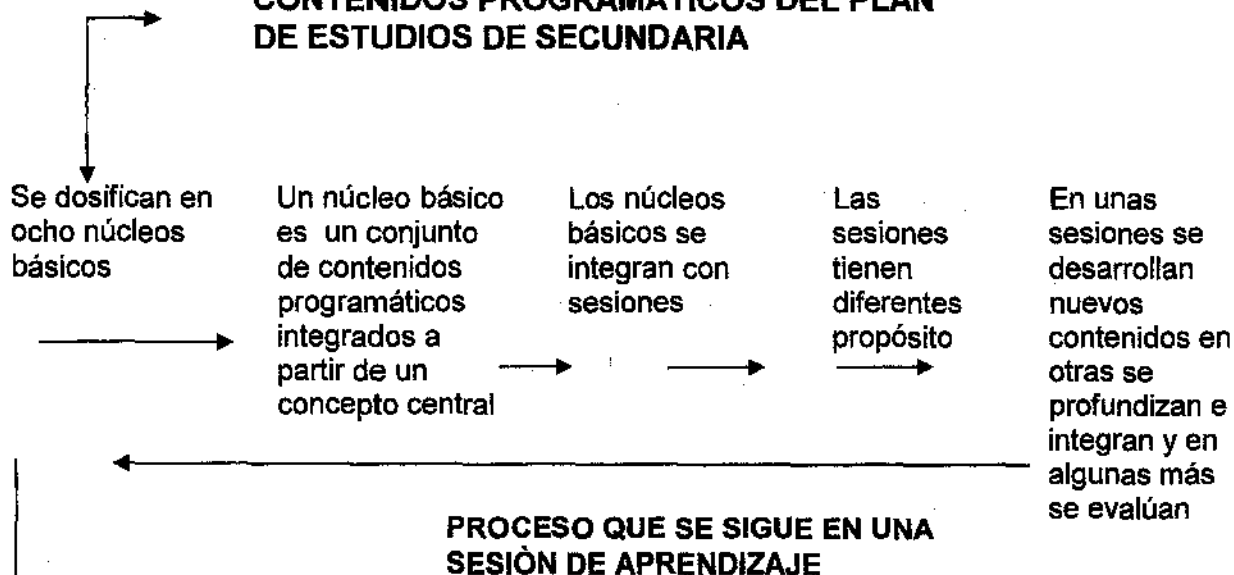 CONTENIDOS PROGRAMATICOS DEL PLAN
DE ESTUDIOS DE SECUNDARIA
Se dosifican en
ocho núcleos
básicos
Un núcleo básico
es un conjunto
de contenidos
programáticos
integrados a
partir de un
concepto central
Los núcleos
básicos se
integran con
sesiones
Las
sesiones
tienen
diferentes
propósito
En unas
sesiones se
desarrollan
nuevos
contenidos en
otras se
profundizan e
integran y en
algunas más
se evalúan
PROCESO QUE SE SIGUE EN UNA
SESIÒN DE APRENDIZAJE